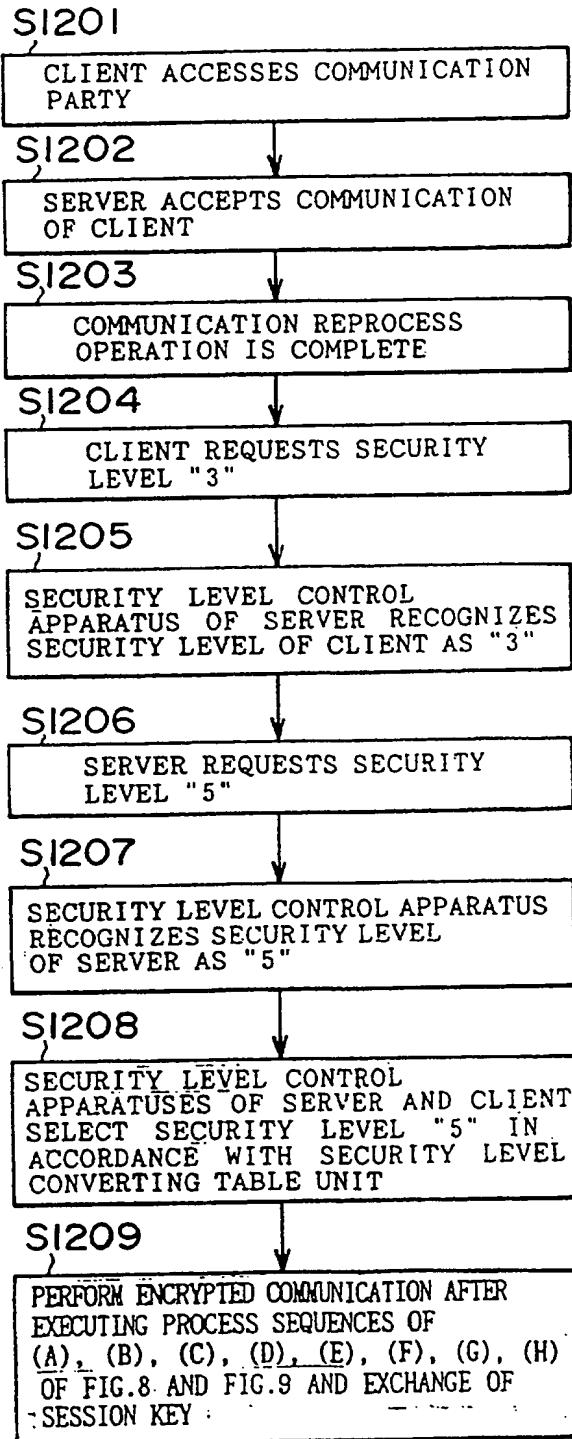 S1201
CLIENT ACCESSES COMMUNICATION
PARTY
S1202
SERVER ACCEPTS COMMUNICATION
OF CLIENT
S1203
COMMUNICATION REPROCESS
OPERATION IS COMPLETE
S1204
CLIENT REQUESTS SECURITY
LEVEL "3"
S1205
SECURITY LEVEL CONTROL
APPARATUS OF SERVER RECOGNIZES
SECURITY LEVEL OF CLIENT AS "3"
S1206
SERVER REQUESTS SECURITY
LEVEL "5"
S1207
SECURITY LEVEL CONTROL APPARATUS
RECOGNIZES SECURITY LEVEL
OF SERVER AS "5"
S1208
SECURITY LEVEL CONTROL
APPARATUSES OF SERVER AND CLIENT
SELECT SECURITY LEVEL "5" IN
ACCORDANCE WITH SECURITY LEVEL
CONVERTING TABLE UNIT
S1209
PERFORM ENCRYPTED COMMUNICATION AFTER
EXECUTING PROCESS SEQUENCES OF
(A), (B), (C), (D), (E), (F), (G), (H)
OF FIG.8 AND FIG.9 AND EXCHANGE OF
SESSION KEY